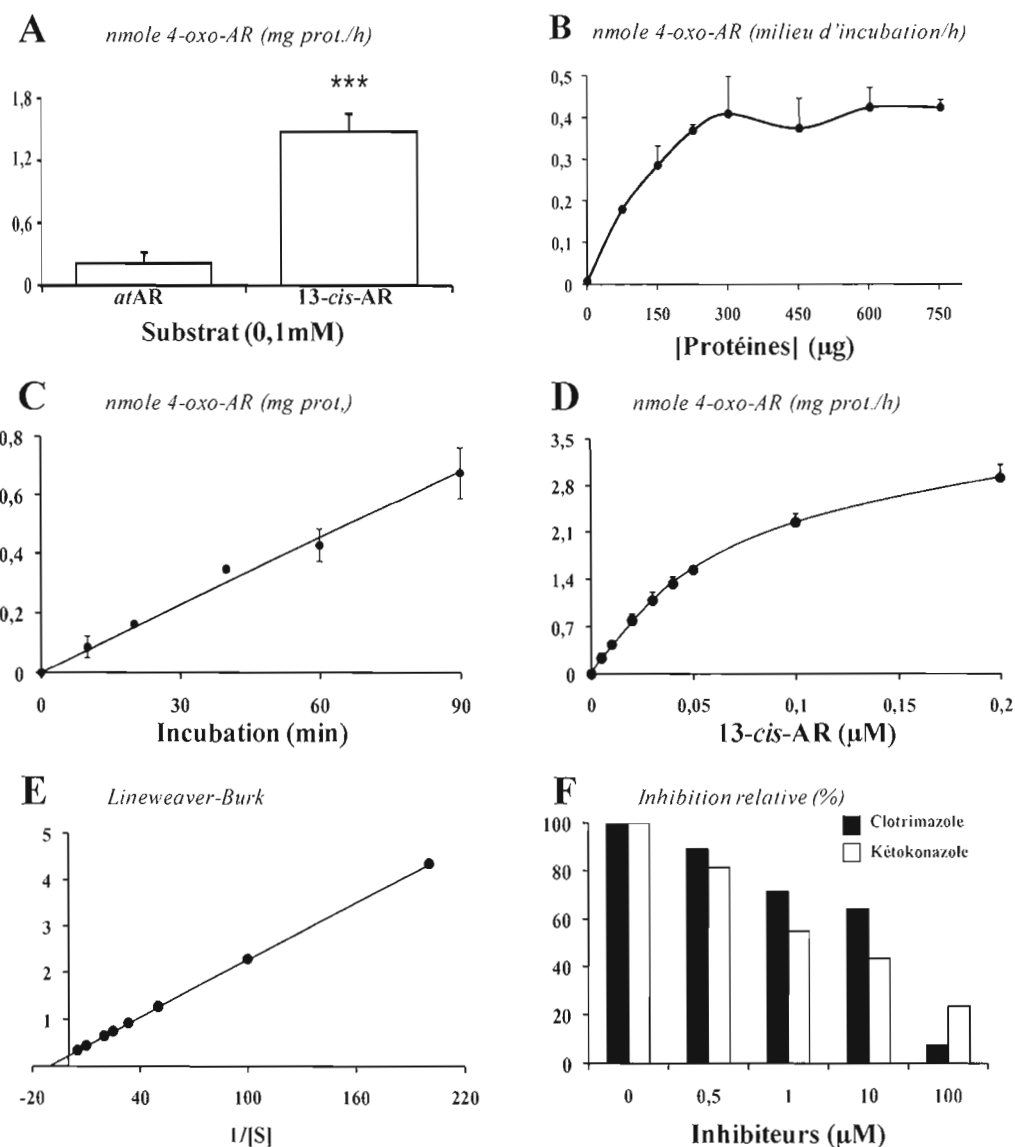 A nmole 4-oxo-AR (mg prot./h)
***
1,8
1,2
0,6
0
atAR 13-cis-AR
Substrat (0,1mM)
B nmole 4-oxo-AR (milieu d'incubation/h)
0,5
0,4
0,3
0,2
0,1
0
0 150 300 450 600 750
[Protéines] (µg)
C nmole 4-oxo-AR (mg prot,)
0,8
0,6
0,4
0,2
0
0 30 60 90
Incubation (min)
D nmole 4-oxo-AR (mg prot./h)
3,5
2,8
2,1
1,4
0,7
0
0 0,05 0,1 0,15 0,2
13-cis-AR (µM)
E Lineweaver-Burk
5
4
3
2
1
-20 40 100 160 220
1/[S]
F Inhibition relative (%)
Clotrimazole
Kétokonazole
100
80
60
40
20
0
0 0,5 1 10 100
Inhibiteurs (µM)